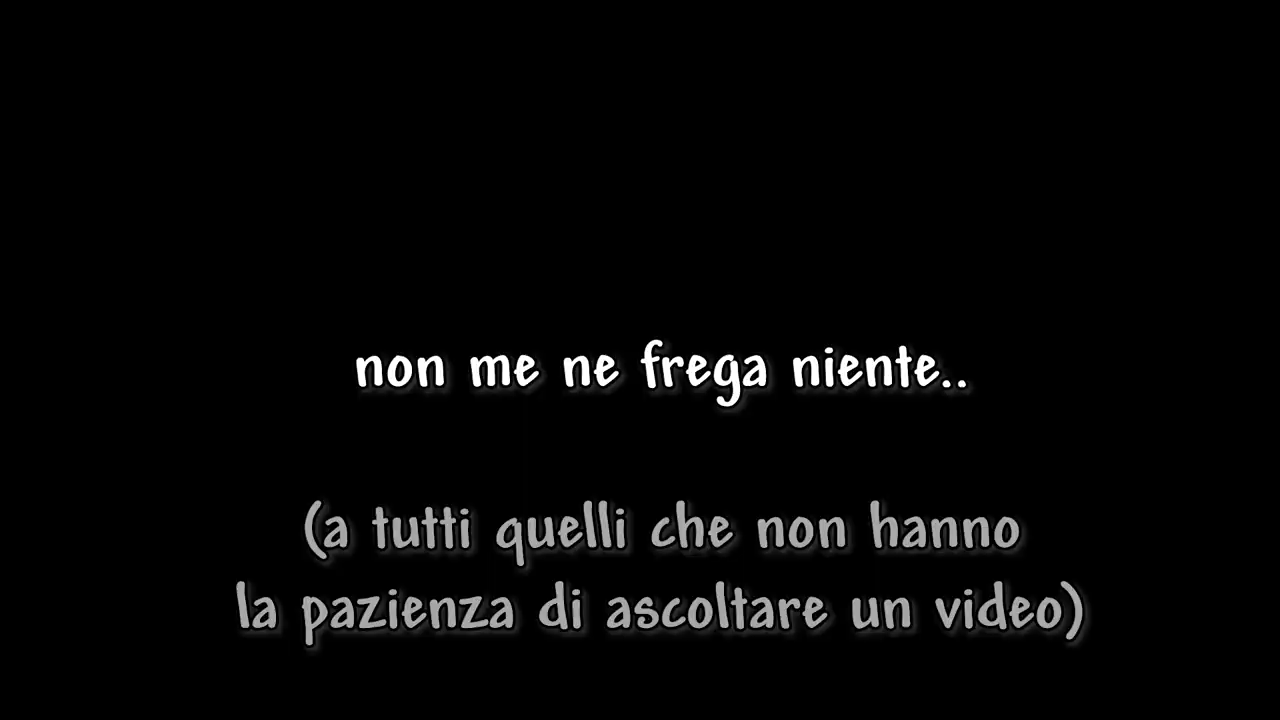 non me ne frega niente..
(a tutti quelli che non hanno
la pazienza di ascoltare un video)